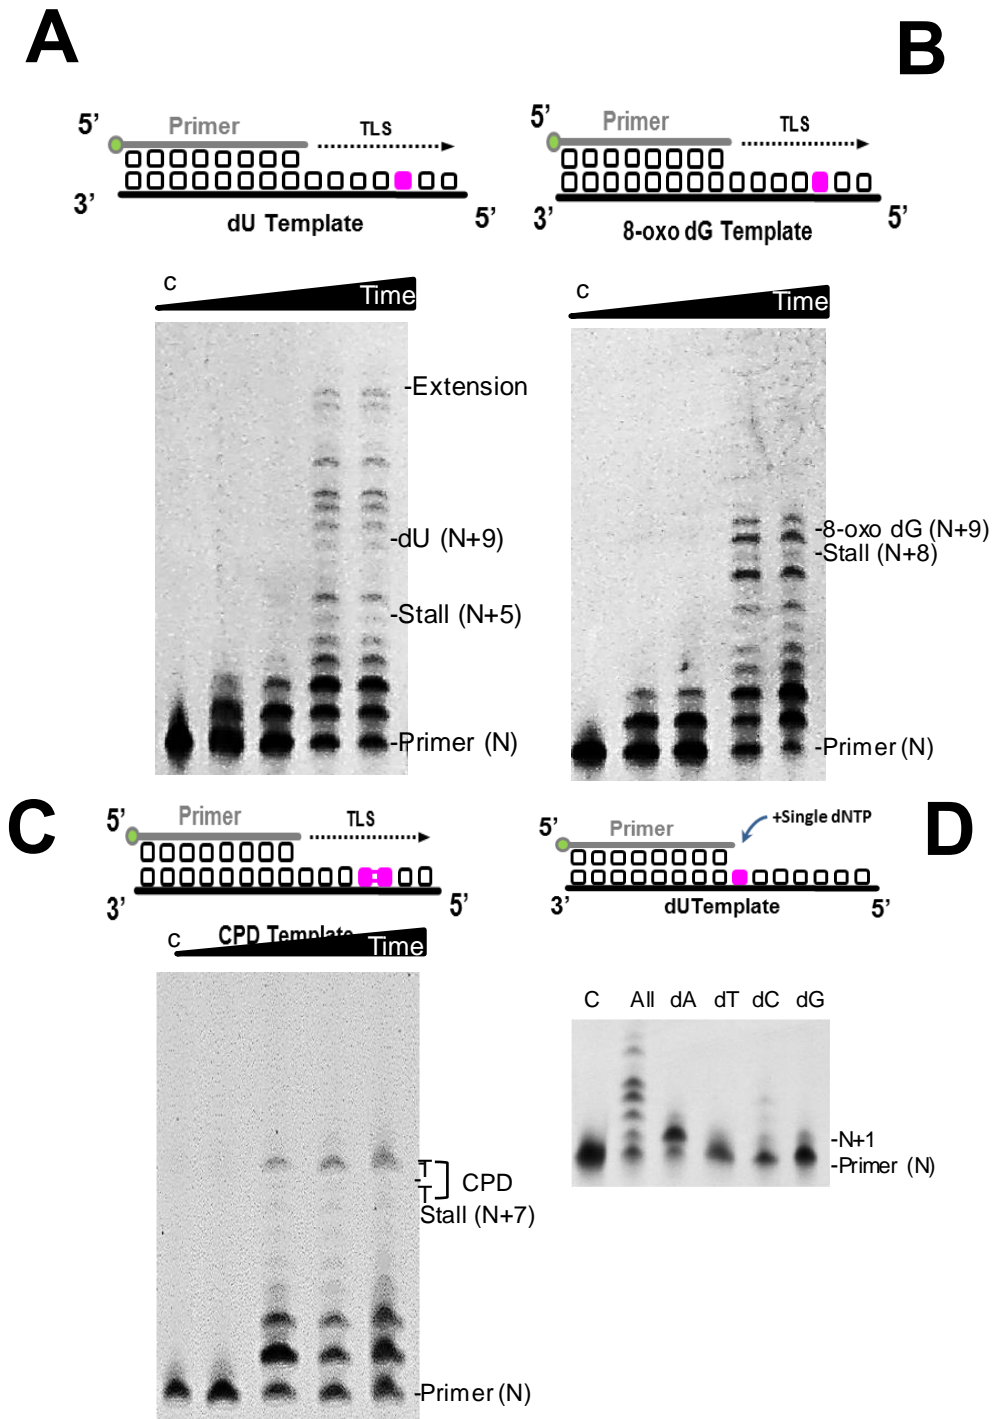 A
B
5'
Primer
TLS
3'
5'
dU Template
5'
Primer
TLS
3'
5'
8-oxo dG Template
c
Time
-Extension
-dU (N+9)
-Stall (N+5)
-Primer (N)
c
Time
-8-oxo dG (N+9)
-Stall (N+8)
-Primer (N)
C
D
5'
Primer
TLS
3'
5'
CPD Template
c
Time
T
T
CPD
Stall (N+7)
-Primer (N)
+Single dNTP
5'
Primer
3'
5'
dUTemplate
C All dA dT dC dG
-N+1
-Primer (N)